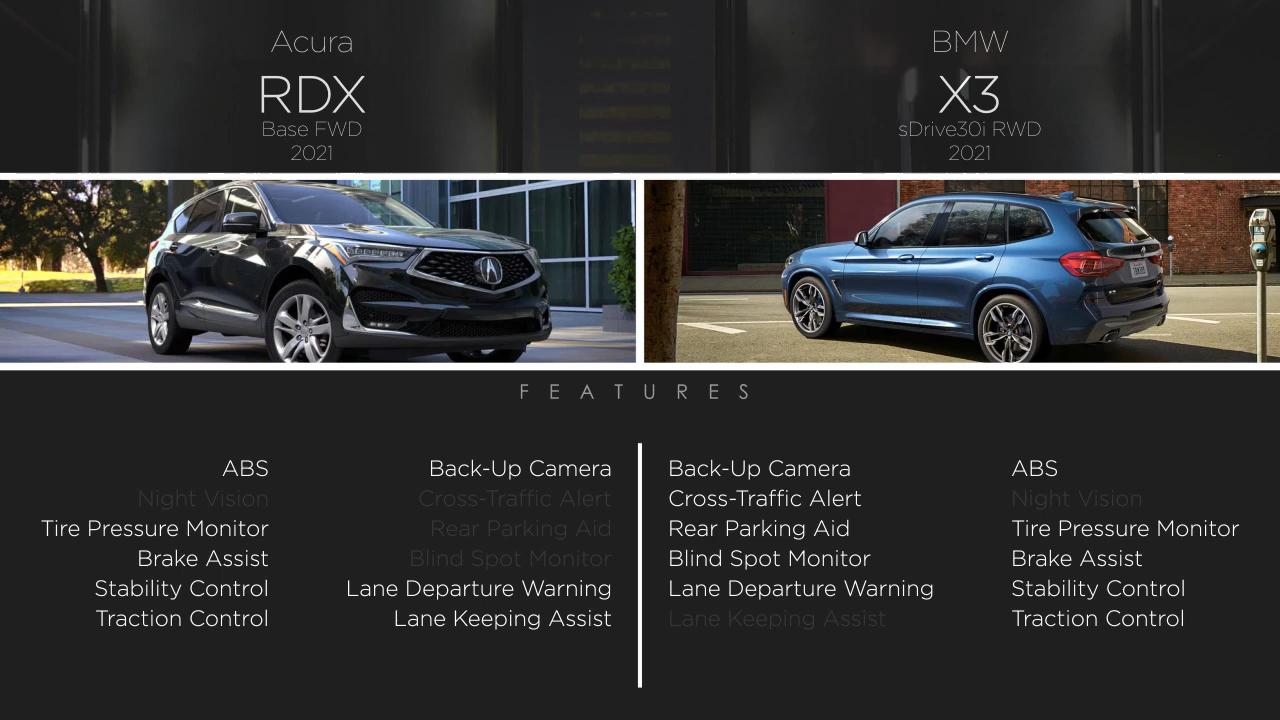 Acura
RDX
Base FWD
2021
BMW
X3
sDrive30i RWD
2021
FEATURES
ABS
Night Vision
Tire Pressure Monitor
Brake Assist
Stability Control
Traction Control
Back-Up Camera
Cross-Traffic Alert
Rear Parking Aid
Blind Spot Monitor
Lane Departure Warning
Lane Keeping Assist
Back-Up Camera
Cross-Traffic Alert
Rear Parking Aid
Blind Spot Monitor
Lane Departure Warning
Lane Keeping Assist
ABS
Night Vision
Tire Pressure Monitor
Brake Assist
Stability Control
Traction Control